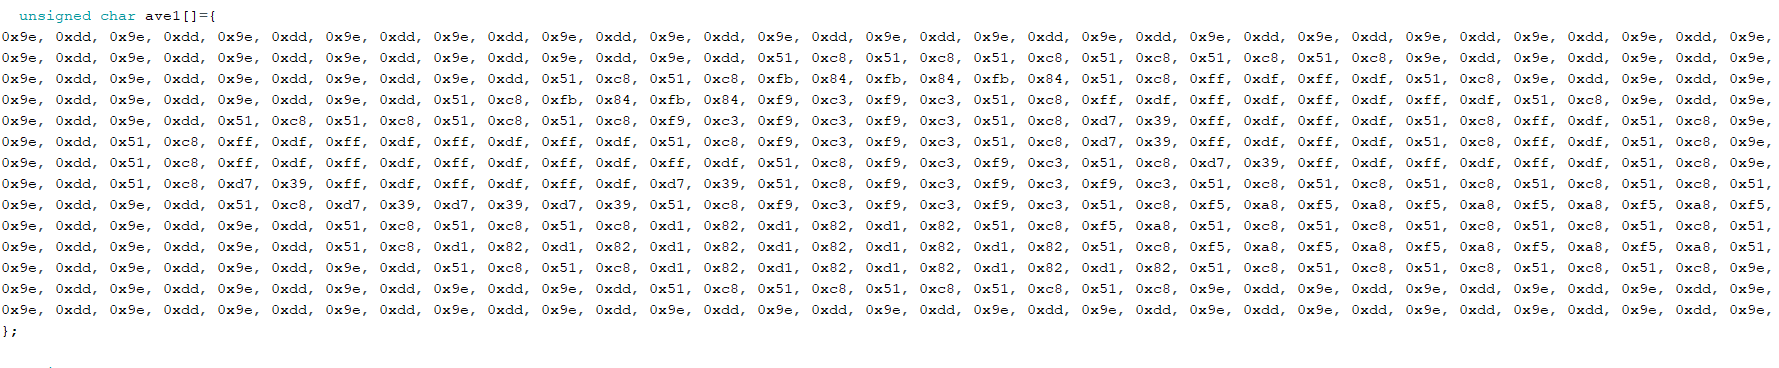 unsigned char ave1[]={
0x9e, 0xdd, 0x9e, 0xdd, 0x9e, 0xdd, 0x9e, 0xdd, 0x9e, 0xdd, 0x9e, 0xdd, 0x9e, 0xdd, 0x9e, 0xdd, 0x9e, 0xdd, 0x9e, 0xdd, 0x9e, 0xdd, 0x9e, 0xdd, 0x9e, 0xdd, 0x9e, 0xdd, 0x9e, 0xdd, 0x9e, 0xdd, 0x9e,
0x9e, 0xdd, 0x9e, 0xdd, 0x9e, 0xdd, 0x9e, 0xdd, 0x9e, 0xdd, 0x9e, 0xdd, 0x9e, 0xdd, 0x51, 0xc8, 0x51, 0xc8, 0x51, 0xc8, 0x51, 0xc8, 0x51, 0xc8, 0x51, 0xc8, 0x9e, 0xdd, 0x9e, 0xdd, 0x9e, 0xdd, 0x9e,
0x9e, 0xdd, 0x9e, 0xdd, 0x9e, 0xdd, 0x9e, 0xdd, 0x9e, 0xdd, 0x51, 0xc8, 0x51, 0xc8, 0xfb, 0x84, 0xfb, 0x84, 0xfb, 0x84, 0x51, 0xc8, 0xff, 0xdf, 0xff, 0xdf, 0x51, 0xc8, 0x9e, 0xdd, 0x9e, 0xdd, 0x9e,
0x9e, 0xdd, 0x9e, 0xdd, 0x9e, 0xdd, 0x9e, 0xdd, 0x51, 0xc8, 0xfb, 0x84, 0xfb, 0x84, 0xf9, 0xc3, 0xf9, 0xc3, 0x51, 0xc8, 0xff, 0xdf, 0xff, 0xdf, 0xff, 0xdf, 0xff, 0xdf, 0x51, 0xc8, 0x9e, 0xdd, 0x9e,
0x9e, 0xdd, 0x9e, 0xdd, 0x51, 0xc8, 0x51, 0xc8, 0x51, 0xc8, 0x51, 0xc8, 0xf9, 0xc3, 0xf9, 0xc3, 0xf9, 0xc3, 0x51, 0xc8, 0xd7, 0x39, 0xff, 0xdf, 0xff, 0xdf, 0x51, 0xc8, 0xff, 0xdf, 0x51, 0xc8, 0x9e,
0x9e, 0xdd, 0x51, 0xc8, 0xff, 0xdf, 0xff, 0xdf, 0xff, 0xdf, 0xff, 0xdf, 0x51, 0xc8, 0xf9, 0xc3, 0xf9, 0xc3, 0x51, 0xc8, 0xd7, 0x39, 0xff, 0xdf, 0xff, 0xdf, 0x51, 0xc8, 0xff, 0xdf, 0x51, 0xc8, 0x9e,
0x9e, 0xdd, 0x51, 0xc8, 0xff, 0xdf, 0xff, 0xdf, 0xff, 0xdf, 0xff, 0xdf, 0xff, 0xdf, 0x51, 0xc8, 0xf9, 0xc3, 0xf9, 0xc3, 0x51, 0xc8, 0xd7, 0x39, 0xff, 0xdf, 0xff, 0xdf, 0xff, 0xdf, 0x51, 0xc8, 0x9e,
0x9e, 0xdd, 0x51, 0xc8, 0xd7, 0x39, 0xff, 0xdf, 0xff, 0xdf, 0xff, 0xdf, 0xd7, 0x39, 0x51, 0xc8, 0xf9, 0xc3, 0xf9, 0xc3, 0xf9, 0xc3, 0x51, 0xc8, 0x51, 0xc8, 0x51, 0xc8, 0x51, 0xc8, 0x51, 0xc8, 0x51,
0x9e, 0xdd, 0x9e, 0xdd, 0x51, 0xc8, 0xd7, 0x39, 0xd7, 0x39, 0xd7, 0x39, 0x51, 0xc8, 0xf9, 0xc3, 0xf9, 0xc3, 0xf9, 0xc3, 0x51, 0xc8, 0xf5, 0xa8, 0xf5, 0xa8, 0xf5, 0xa8, 0xf5, 0xa8, 0xf5, 0xa8, 0xf5,
0x9e, 0xdd, 0x9e, 0xdd, 0x9e, 0xdd, 0x51, 0xc8, 0x51, 0xc8, 0x51, 0xc8, 0xd1, 0x82, 0xd1, 0x82, 0xd1, 0x82, 0x51, 0xc8, 0xf5, 0xa8, 0x51, 0xc8, 0x51, 0xc8, 0x51, 0xc8, 0x51, 0xc8, 0x51, 0xc8, 0x51,
0x9e, 0xdd, 0x9e, 0xdd, 0x9e, 0xdd, 0x51, 0xc8, 0xd1, 0x82, 0xd1, 0x82, 0xd1, 0x82, 0xd1, 0x82, 0xd1, 0x82, 0xd1, 0x82, 0x51, 0xc8, 0xf5, 0xa8, 0xf5, 0xa8, 0xf5, 0xa8, 0xf5, 0xa8, 0xf5, 0xa8, 0x51,
0x9e, 0xdd, 0x9e, 0xdd, 0x9e, 0xdd, 0x9e, 0xdd, 0x51, 0xc8, 0x51, 0xc8, 0xd1, 0x82, 0xd1, 0x82, 0xd1, 0x82, 0xd1, 0x82, 0xd1, 0x82, 0x51, 0xc8, 0x51, 0xc8, 0x51, 0xc8, 0x51, 0xc8, 0x51, 0xc8, 0x9e,
0x9e, 0xdd, 0x9e, 0xdd, 0x9e, 0xdd, 0x9e, 0xdd, 0x9e, 0xdd, 0x9e, 0xdd, 0x51, 0xc8, 0x51, 0xc8, 0x51, 0xc8, 0x51, 0xc8, 0x51, 0xc8, 0x9e, 0xdd, 0x9e, 0xdd, 0x9e, 0xdd, 0x9e, 0xdd, 0x9e, 0xdd, 0x9e,
0x9e, 0xdd, 0x9e, 0xdd, 0x9e, 0xdd, 0x9e, 0xdd, 0x9e, 0xdd, 0x9e, 0xdd, 0x9e, 0xdd, 0x9e, 0xdd, 0x9e, 0xdd, 0x9e, 0xdd, 0x9e, 0xdd, 0x9e, 0xdd, 0x9e, 0xdd, 0x9e, 0xdd, 0x9e, 0xdd, 0x9e, 0xdd, 0x9e,
};